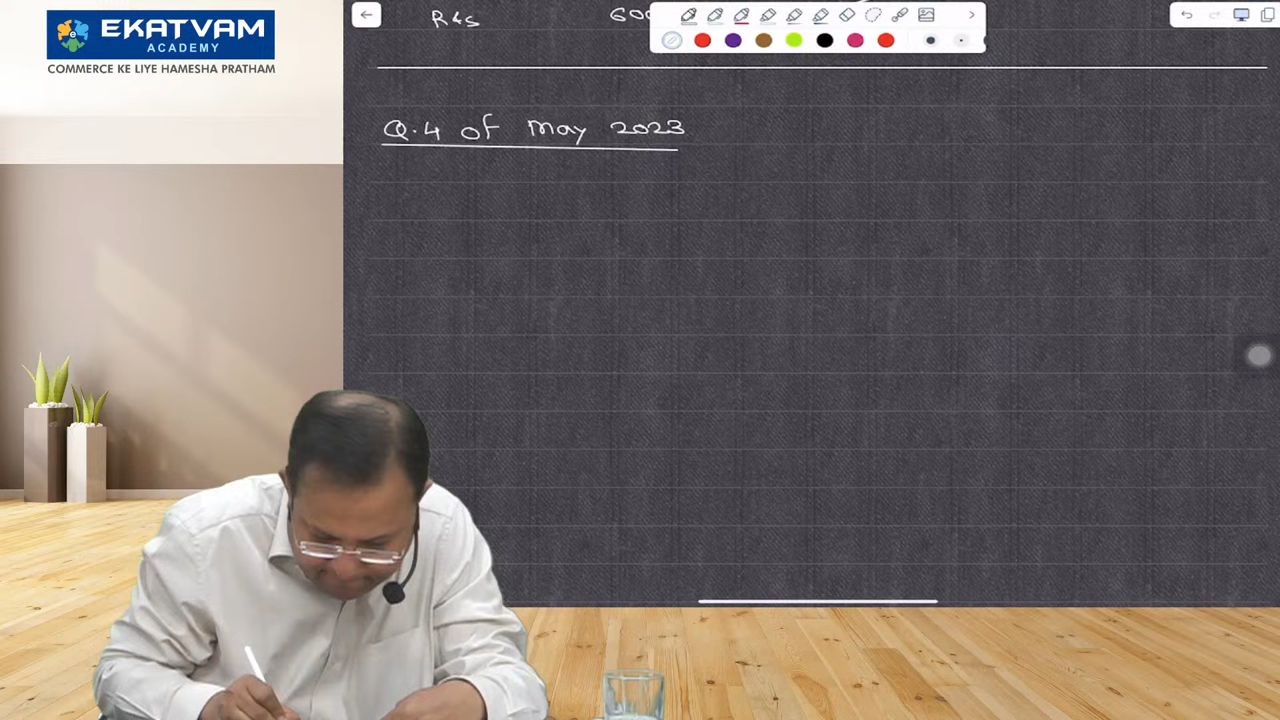 EKATVAM
ACADEMY
COMMERCE KE LIYE HAMESHA PRATHAM
R&S
Q.4 of May 2023